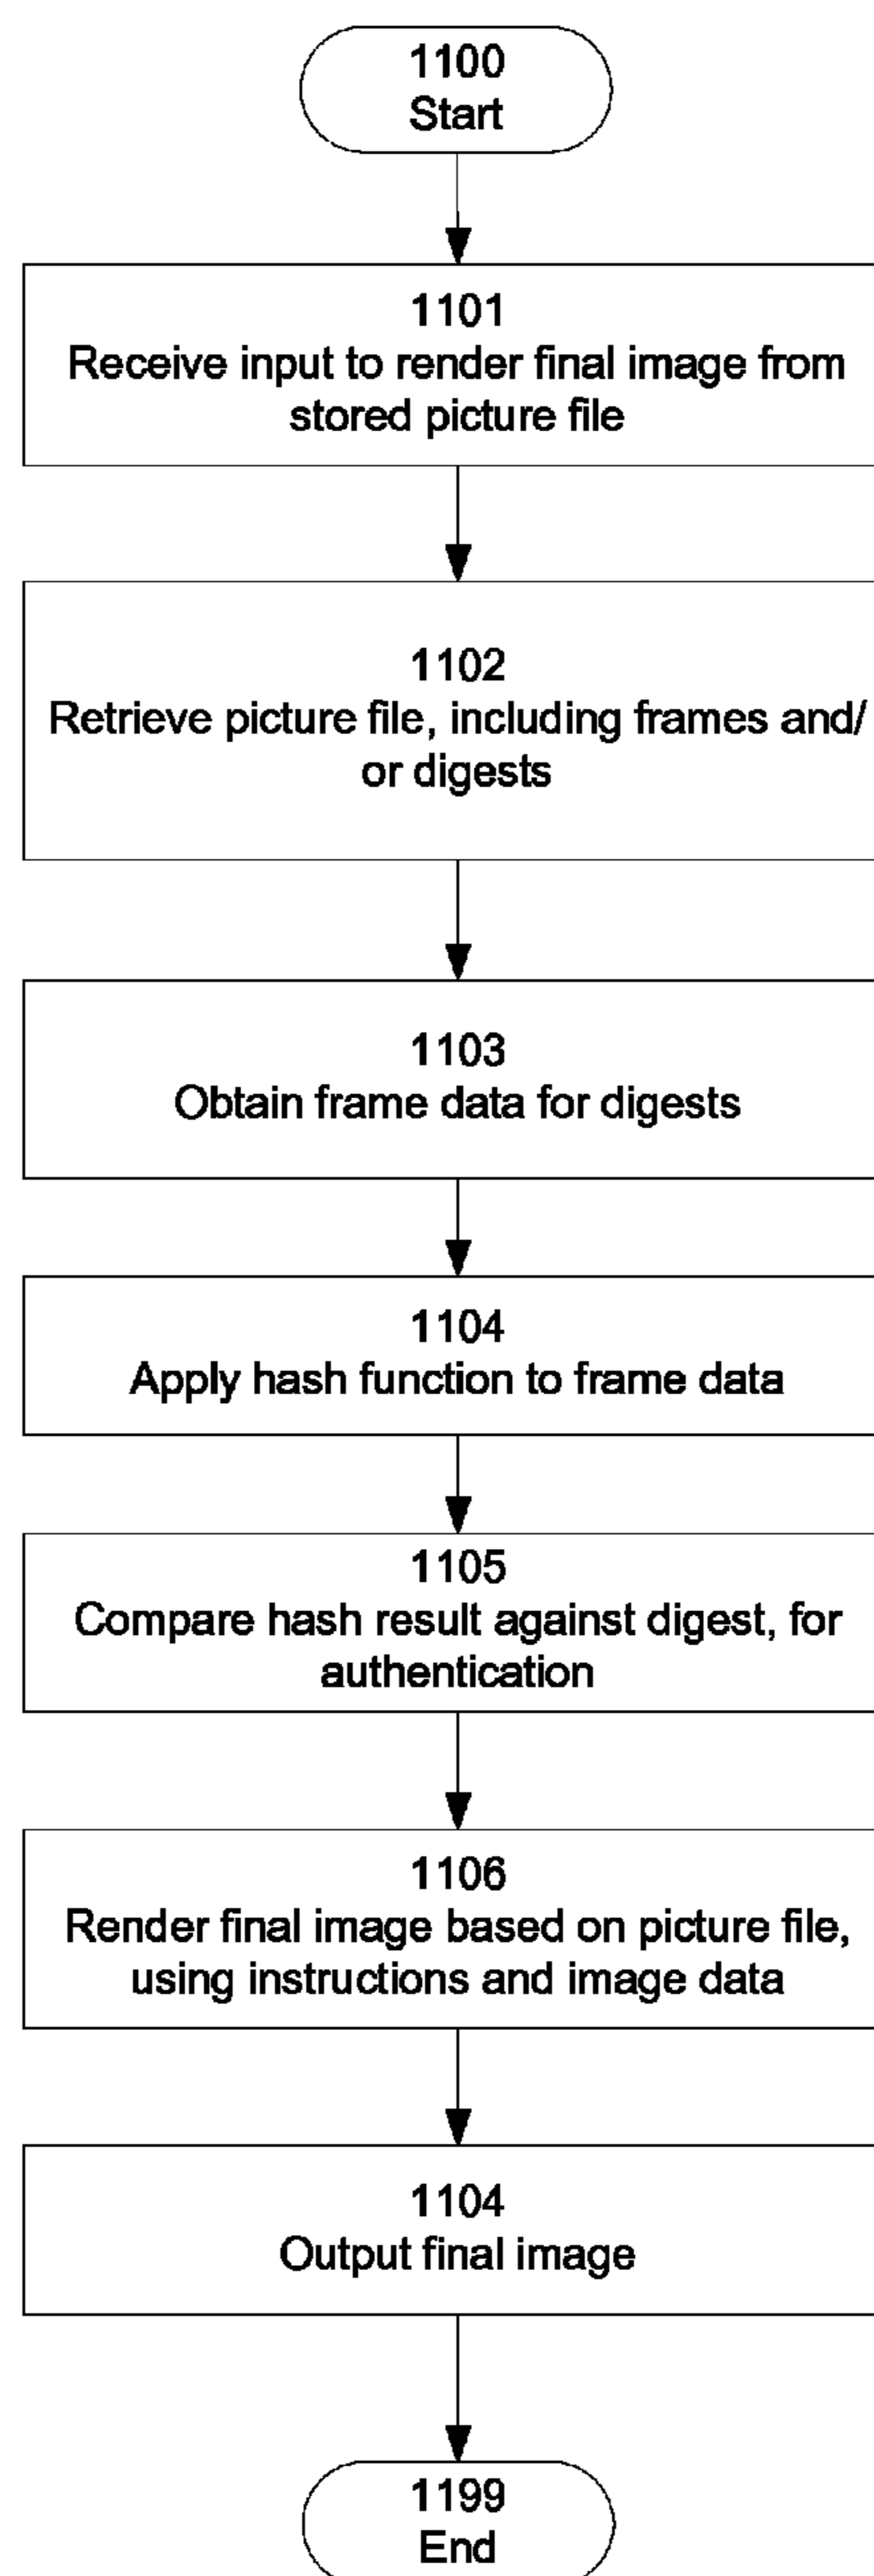 1100
Start
1101
Receive input to render final image from
stored picture file
1102
Retrieve picture file, including frames and/
or digests
1103
Obtain frame data for digests
1104
Apply hash function to frame data
1105
Compare hash result against digest, for
authentication
1106
Render final image based on picture file,
using instructions and image data
1104
Output final image
1199
End